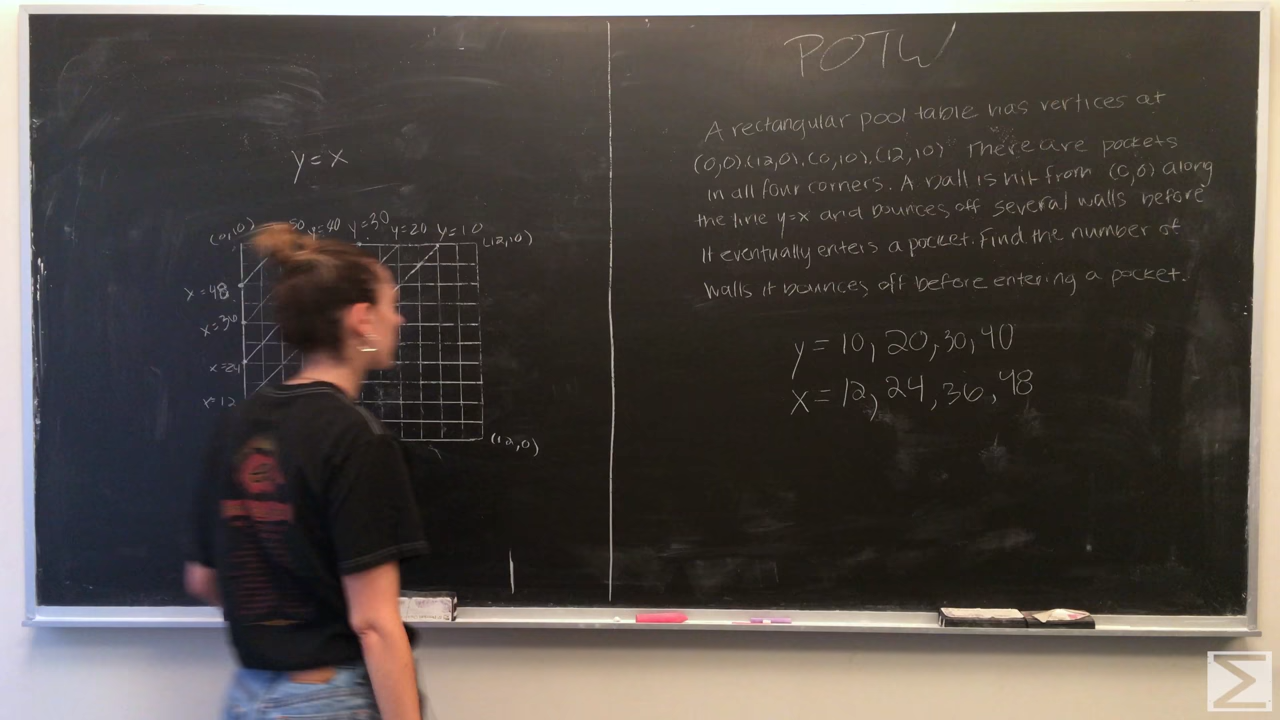 POTW
A rectangular pool table has vertices at
(0,0),(12,0),(0,10),(12,10) There are pockets
in all four corners. A ball is hit from (0,0) along
the line y=x and bounces off several walls before
it eventually enters a pocket. Find the number of
walls it bounces off before entering a pocket.
y = 10, 20, 30, 40
x = 12, 24, 36, 48
y = x
(0,10) y=40 y=30 y=20 y=10 (12,10)
x=48
x=36
x=24
x=12
(12,0)
Σ